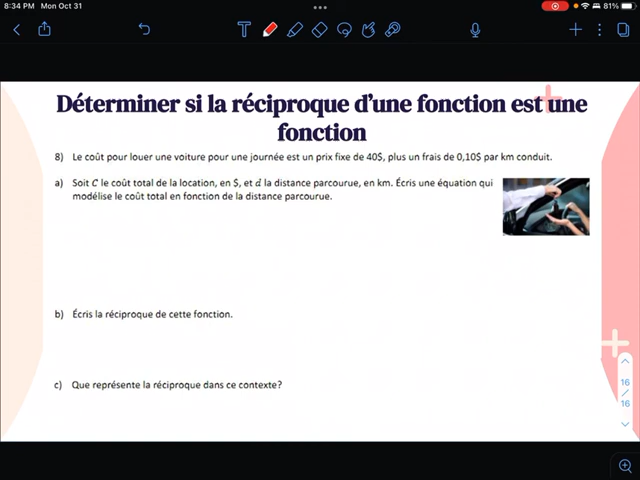 8:34 PM Mon Oct 31
81%
Déterminer si la réciproque d'une fonction est une
fonction
8) Le coût pour louer une voiture pour une journée est un prix fixe de 40$, plus un frais de 0,10$ par km conduit.
a) Soit C le coût total de la location, en $, et d la distance parcourue, en km. Écris une équation qui
modélise le coût total en fonction de la distance parcourue.
b) Écris la réciproque de cette fonction.
c) Que représente la réciproque dans ce contexte?
16
/
16